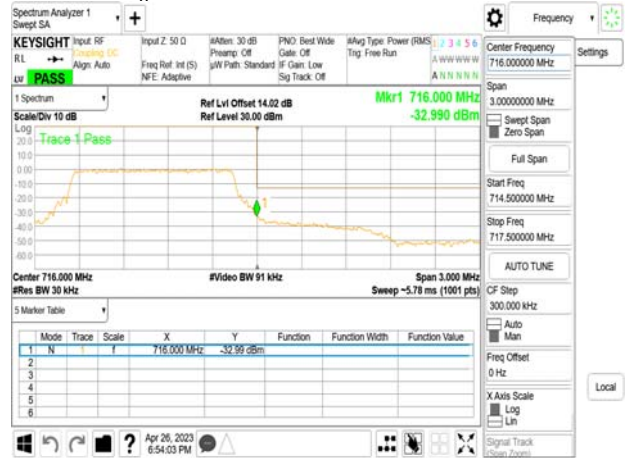 Spectrum Analyzer 1
Swept SA
Frequency
KEYSIGHT
Input: RF
Coupling: DC
Align: Auto
Input Z: 50 Ω
Freq Ref: Int (S)
NFE: Adaptive
#Atten: 30 dB
Preamp: Off
µW Path: Standard
PNO: Best Wide
Gate: Off
IF Gain: Low
Sig Track: Off
#Avg Type: Power (RMS
Trig: Free Run
1 2 3 4 5 6
A W W W W W
A N N N N N
RL
LW PASS
1 Spectrum
Scale/Div 10 dB
Ref Lvl Offset 14.02 dB
Ref Level 30.00 dBm
Mkr1 716.000 MHz
-32.990 dBm
Log
Trace 1 Pass
20.0
10.0
0.00
-10.0
-20.0
-30.0
-40.0
-50.0
-60.0
1
Center 716.000 MHz
#Res BW 30 kHz
#Video BW 91 kHz
Span 3.000 MHz
Sweep ~5.78 ms (1001 pts)
5 Marker Table
Mode Trace Scale X Y Function Function Width Function Value
1 N 1 f 716.000 MHz -32.99 dBm
2
3
4
5
6
Apr 26, 2023
6:54:03 PM
Center Frequency
716.000000 MHz
Settings
Span
3.00000000 MHz
Swept Span
Zero Span
Full Span
Start Freq
714.500000 MHz
Stop Freq
717.500000 MHz
AUTO TUNE
CF Step
300.000 kHz
Auto
Man
Freq Offset
0 Hz
Local
X Axis Scale
Log
Lin
Signal Track
(Span Zoom)